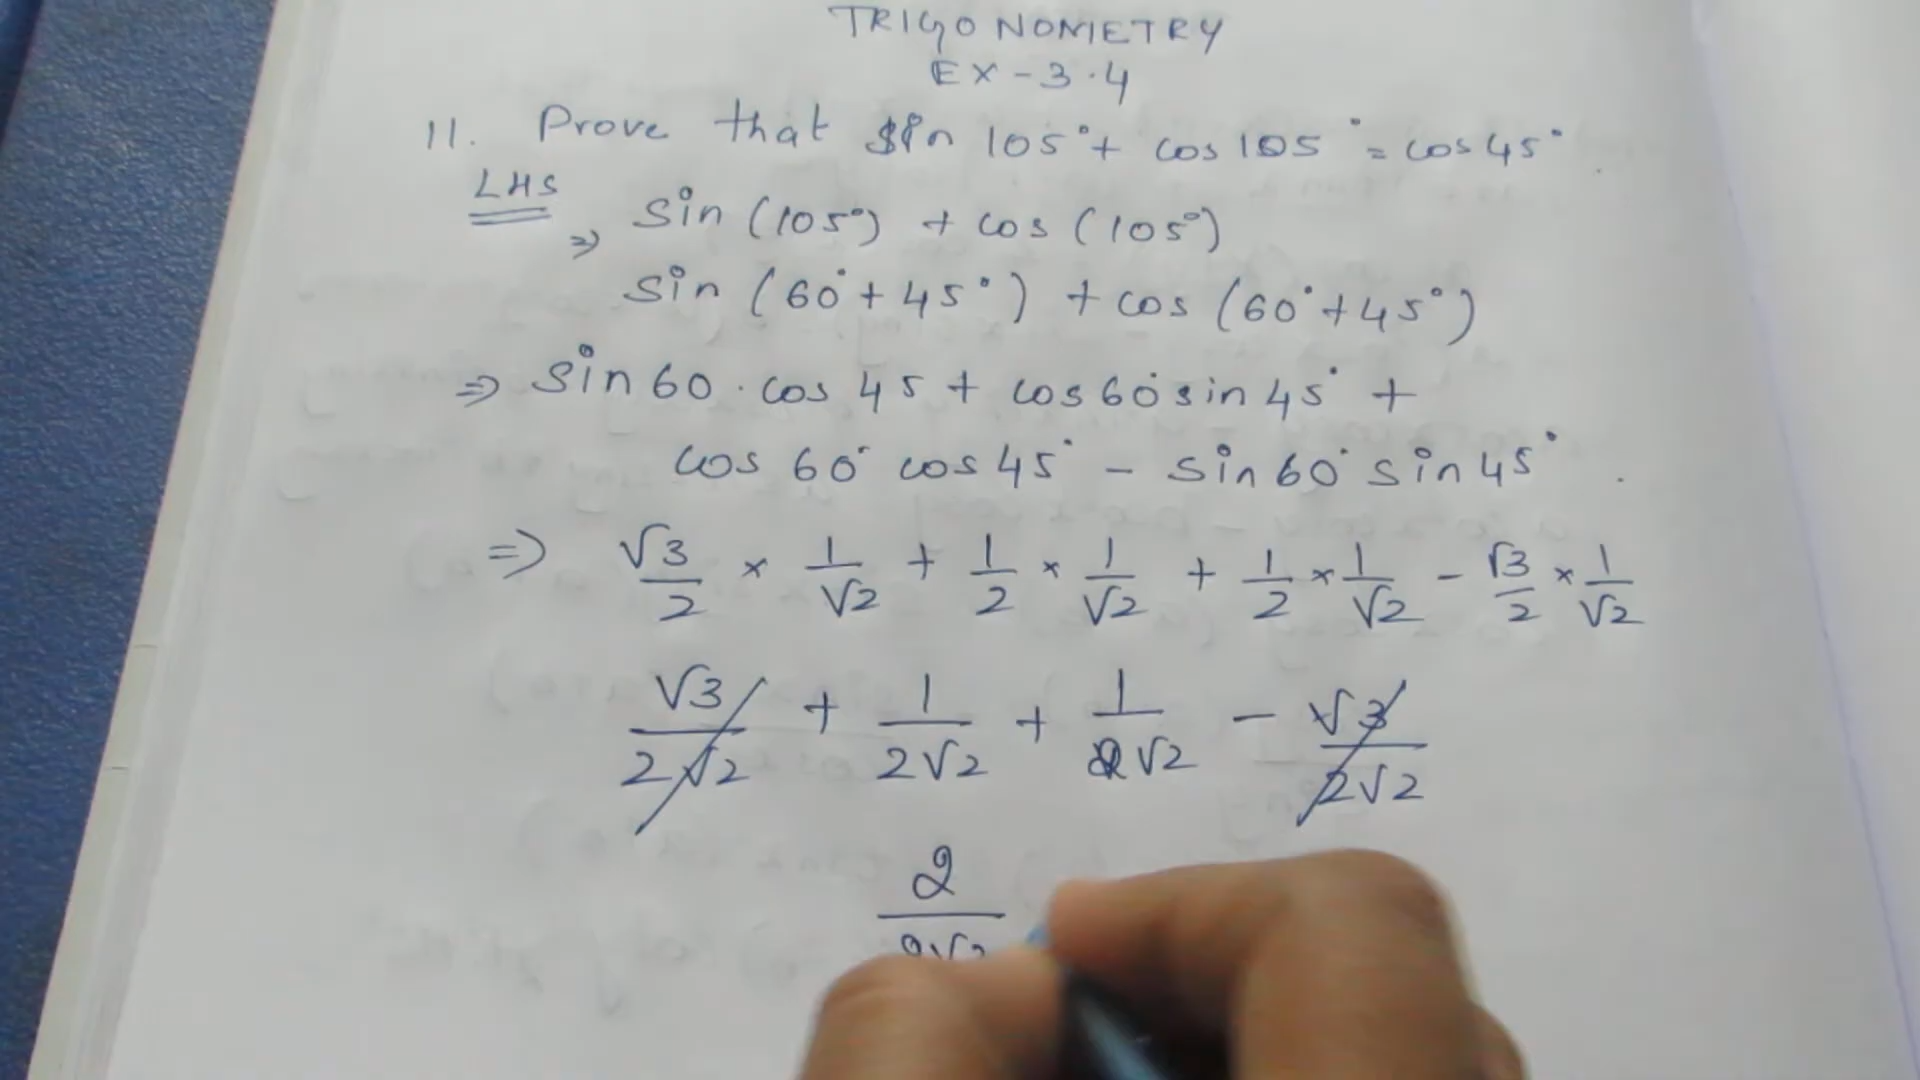 TRIGONOMETRY
EX-3.4
11. Prove that sin 105° + cos 105° = cos 45°
LHS
⇒ sin (105°) + cos (105°)
sin (60° + 45°) + cos (60° + 45°)
⇒ sin 60 · cos 45 + cos 60° sin 45° +
cos 60° cos 45° - sin 60° sin 45°
⇒ √3/2 × 1/√2 + 1/2 × 1/√2 + 1/2 × 1/√2 - √3/2 × 1/√2
√3/2√2 + 1/2√2 + 1/2√2 - √3/2√2
2/2√2